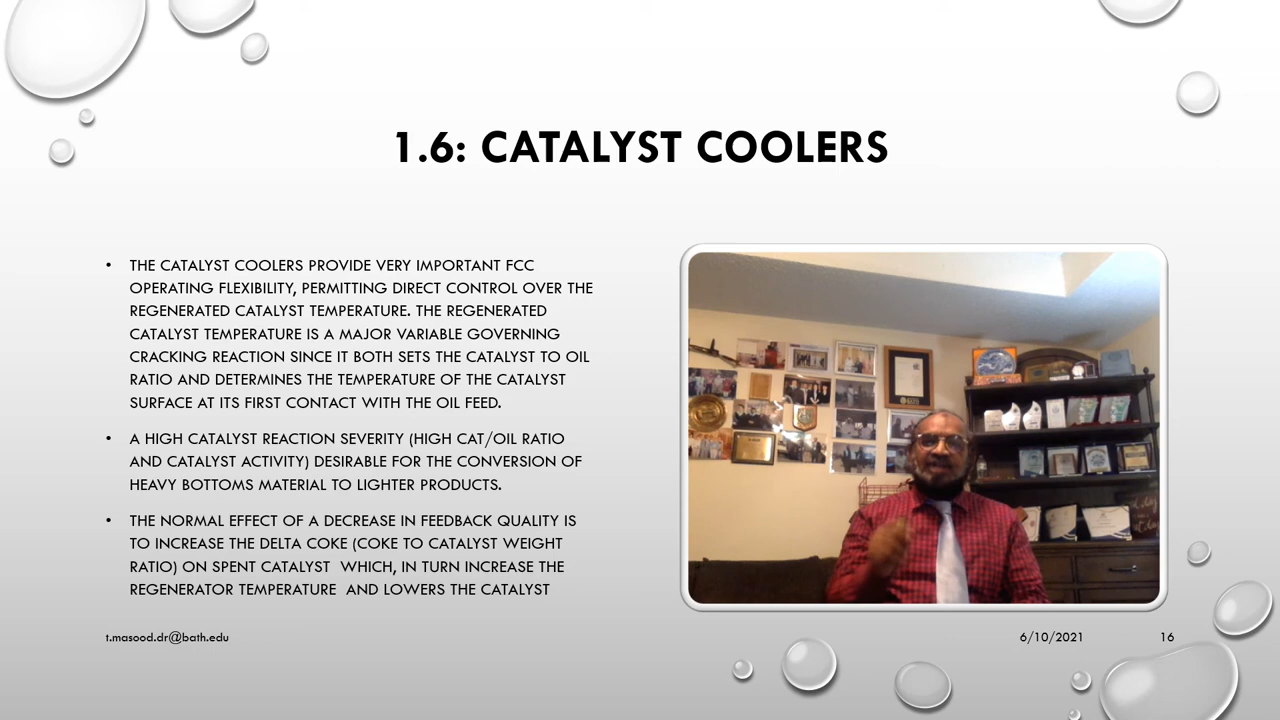 1.6: CATALYST COOLERS
• THE CATALYST COOLERS PROVIDE VERY IMPORTANT FCC
OPERATING FLEXIBILITY, PERMITTING DIRECT CONTROL OVER THE
REGENERATED CATALYST TEMPERATURE. THE REGENERATED
CATALYST TEMPERATURE IS A MAJOR VARIABLE GOVERNING
CRACKING REACTION SINCE IT BOTH SETS THE CATALYST TO OIL
RATIO AND DETERMINES THE TEMPERATURE OF THE CATALYST
SURFACE AT ITS FIRST CONTACT WITH THE OIL FEED.
• A HIGH CATALYST REACTION SEVERITY (HIGH CAT/OIL RATIO
AND CATALYST ACTIVITY) DESIRABLE FOR THE CONVERSION OF
HEAVY BOTTOMS MATERIAL TO LIGHTER PRODUCTS.
• THE NORMAL EFFECT OF A DECREASE IN FEEDBACK QUALITY IS
TO INCREASE THE DELTA COKE (COKE TO CATALYST WEIGHT
RATIO) ON SPENT CATALYST WHICH, IN TURN INCREASE THE
REGENERATOR TEMPERATURE AND LOWERS THE CATALYST
t.masood.dr@bath.edu
6/10/2021
16